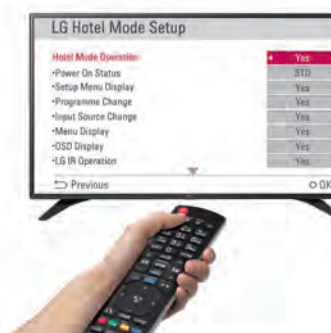 LG Hotel Mode Setup
Hotel Mode Operation Yes
•Power On Status STD
•Setup Menu Display Yes
•Programme Change Yes
•Input Source Change Yes
•Menu Display Yes
•OSD Display Yes
•LG IR Operation Yes
Previous OK